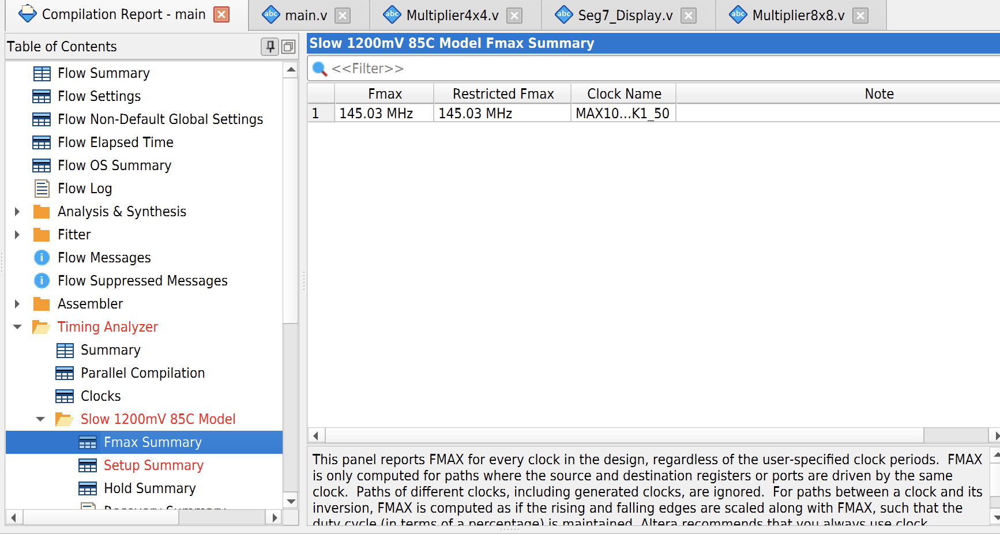 Compilation Report - main
main.v
Multiplier4x4.v
Seg7_Display.v
Multiplier8x8.v
Table of Contents
Flow Summary
Flow Settings
Flow Non-Default Global Settings
Flow Elapsed Time
Flow OS Summary
Flow Log
Analysis & Synthesis
Fitter
Flow Messages
Flow Suppressed Messages
Assembler
Timing Analyzer
Summary
Parallel Compilation
Clocks
Slow 1200mV 85C Model
Fmax Summary
Setup Summary
Hold Summary
Recovery Summary
Slow 1200mV 85C Model Fmax Summary
<<Filter>>
Fmax Restricted Fmax Clock Name Note
1 145.03 MHz 145.03 MHz MAX10...K1_50
This panel reports FMAX for every clock in the design, regardless of the user-specified clock periods.  FMAX
is only computed for paths where the source and destination registers or ports are driven by the same
clock.  Paths of different clocks, including generated clocks, are ignored.  For paths between a clock and its
inversion, FMAX is computed as if the rising and falling edges are scaled along with FMAX, such that the
duty cycle (in terms of a percentage) is maintained. Altera recommends that you always use clock